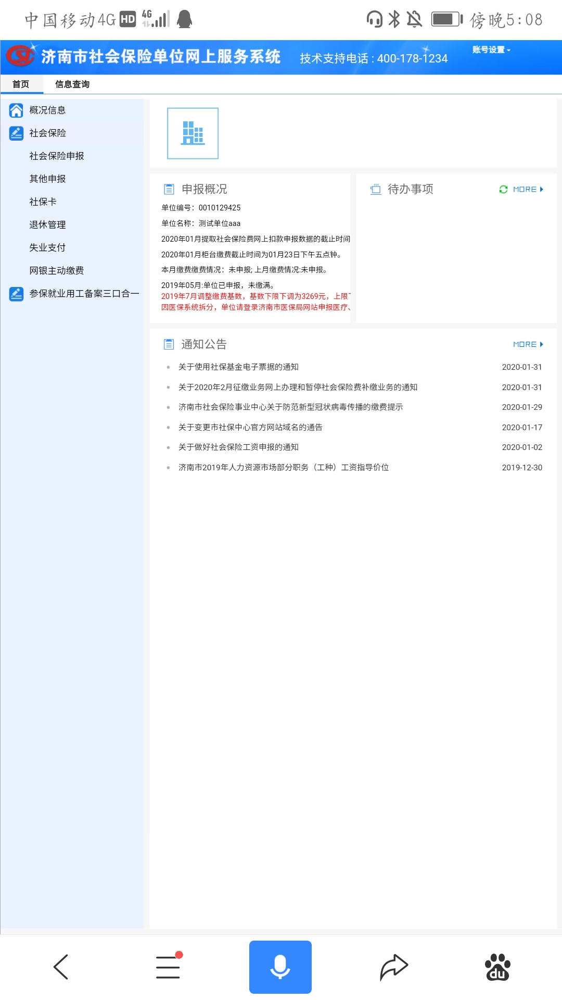 中国移动4G HD 4G 傍晚5:08
济南市社会保险单位网上服务系统 技术支持电话 : 400-178-1234 账号设置
首页 信息查询
概况信息
社会保险
社会保险申报
其他申报
社保卡
退休管理
失业支付
网银主动缴费
参保就业用工备案三口合一
申报概况
单位编号：0010129425
单位名称：测试单位aaa
2020年01月提取社会保险费网上扣款申报数据的截止时间
2020年01月柜台缴费截止时间为01月23日下午五点钟。
本月缴费缴费情况：未申报; 上月缴费情况:未申报。
2019年05月:单位已申报，未缴满。
2019年7月调整缴费基数，基数下限下调为3269元，上限
因医保系统拆分，单位请登录济南市医保局网站申报医疗、
待办事项 MORE
通知公告 MORE
关于使用社保基金电子票据的通知 2020-01-31
关于2020年2月征缴业务网上办理和暂停社会保险费补缴业务的通知 2020-01-31
济南市社会保险事业中心关于防范新型冠状病毒传播的缴费提示 2020-01-29
关于变更市社保中心官方网站域名的通告 2020-01-17
关于做好社会保险工资申报的通知 2020-01-02
济南市2019年人力资源市场部分职务（工种）工资指导价位 2019-12-30
du